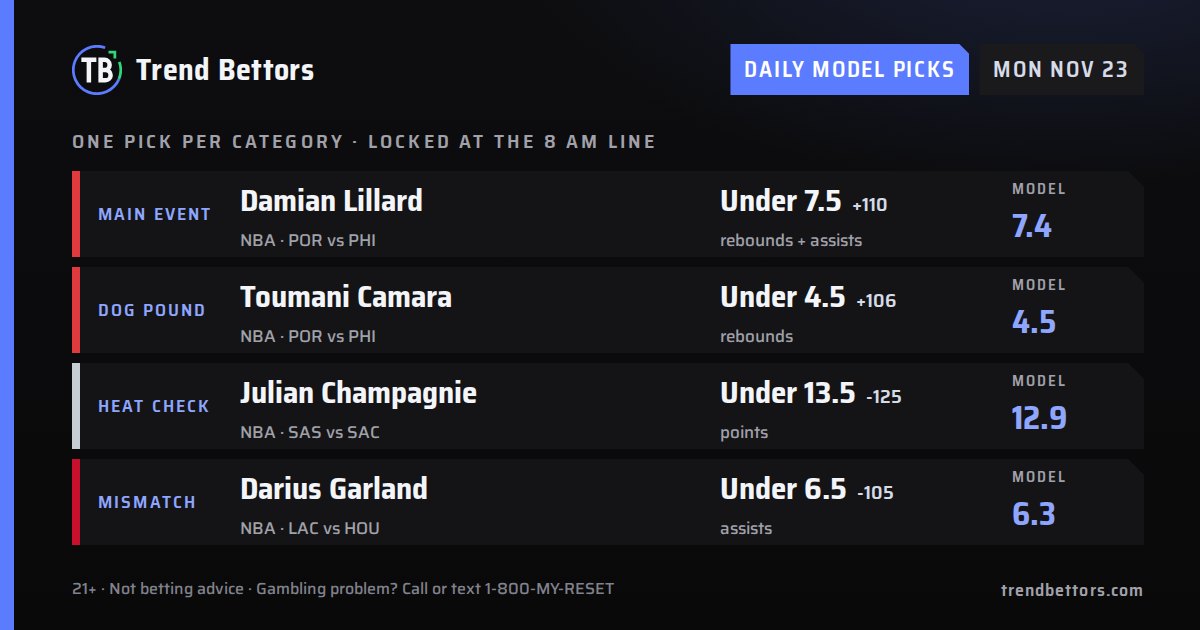 TB Trend Bettors
DAILY MODEL PICKS
MON NOV 23
ONE PICK PER CATEGORY · LOCKED AT THE 8 AM LINE
MAIN EVENT
Damian Lillard
NBA · POR vs PHI
Under 7.5 +110
rebounds + assists
MODEL
7.4
DOG POUND
Toumani Camara
NBA · POR vs PHI
Under 4.5 +106
rebounds
MODEL
4.5
HEAT CHECK
Julian Champagnie
NBA · SAS vs SAC
Under 13.5 -125
points
MODEL
12.9
MISMATCH
Darius Garland
NBA · LAC vs HOU
Under 6.5 -105
assists
MODEL
6.3
21+ · Not betting advice · Gambling problem? Call or text 1-800-MY-RESET
trendbettors.com